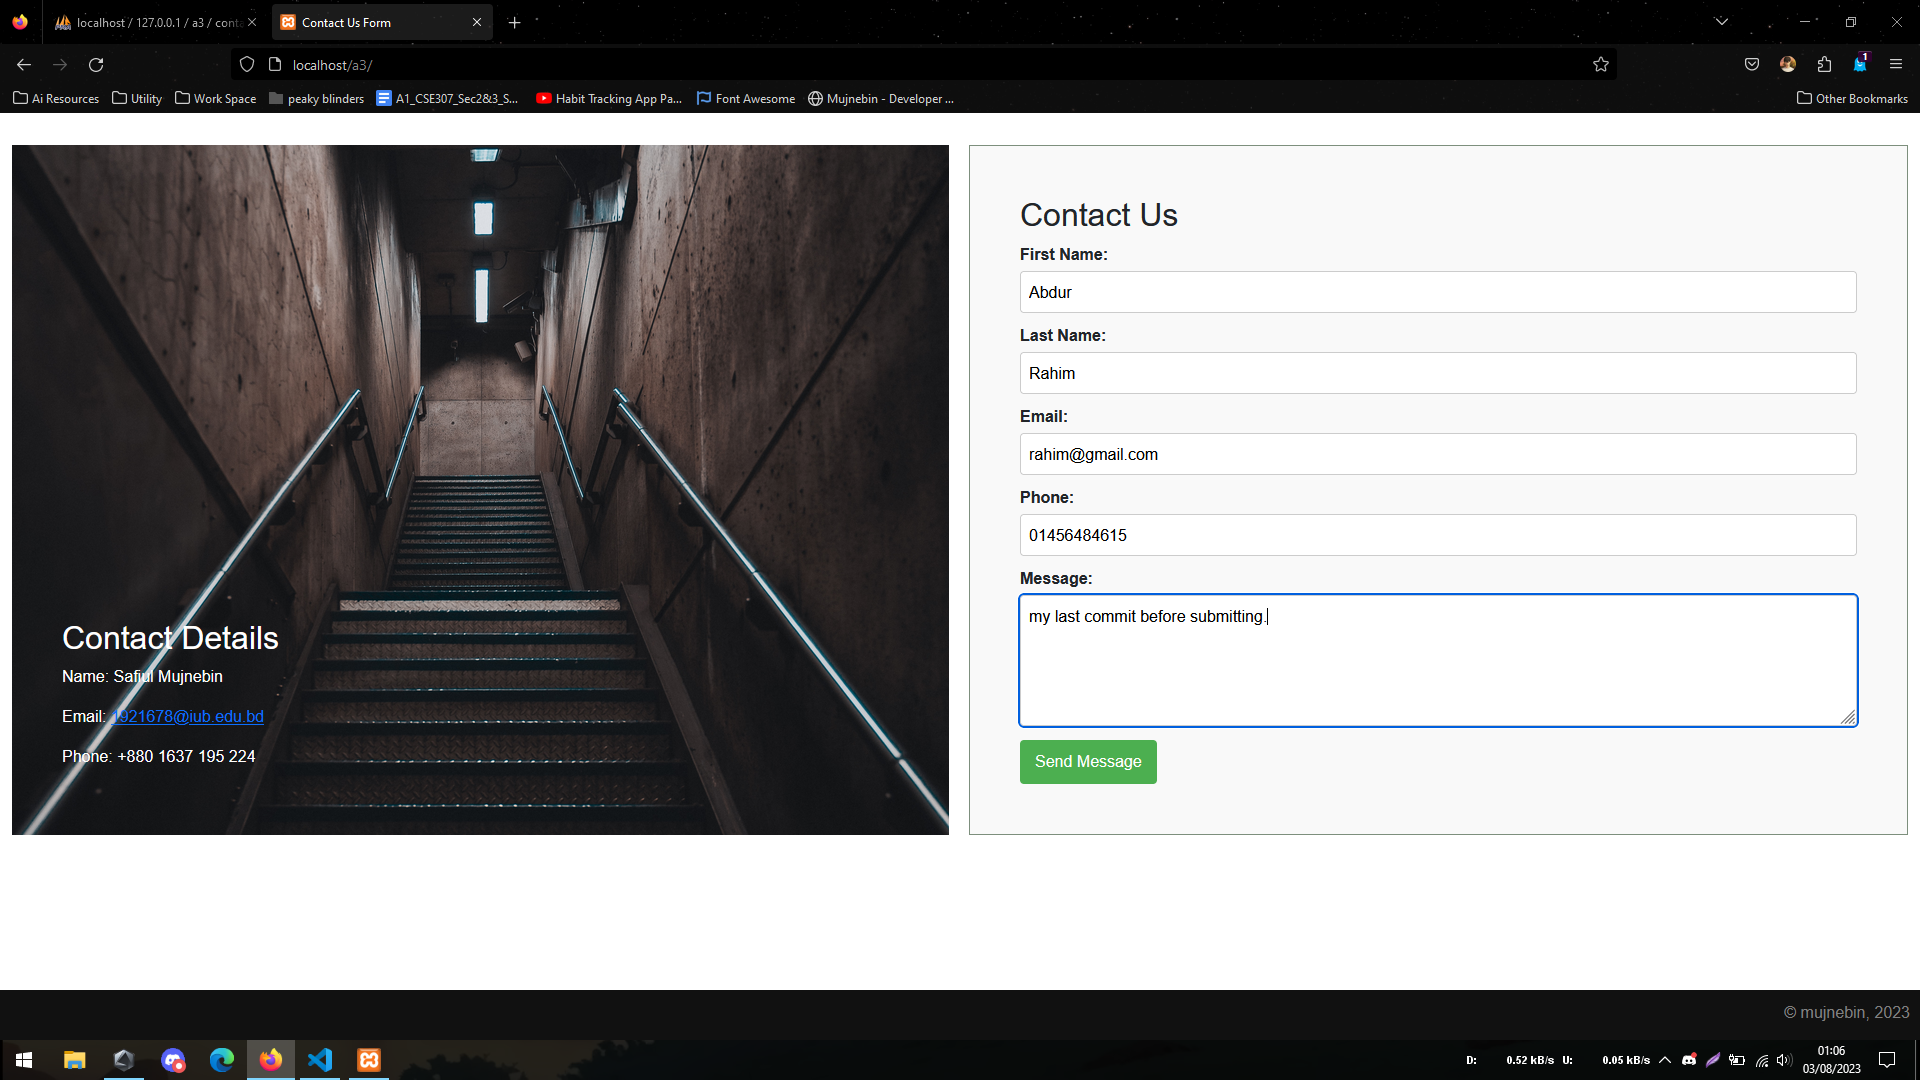 localhost / 127.0.0.1 / a3 / conta
Contact Us Form
localhost/a3/
1
Ai Resources
Utility
Work Space
peaky blinders
A1_CSE307_Sec2&3_S...
Habit Tracking App Pa...
Font Awesome
Mujnebin - Developer ...
Other Bookmarks
Contact Details
Name: Safiul Mujnebin
Email: 1921678@iub.edu.bd
Phone: +880 1637 195 224
Contact Us
First Name:
Abdur
Last Name:
Rahim
Email:
rahim@gmail.com
Phone:
01456484615
Message:
my last commit before submitting.
Send Message
© mujnebin, 2023
D: 0.52 kB/s U: 0.05 kB/s
01:06
03/08/2023